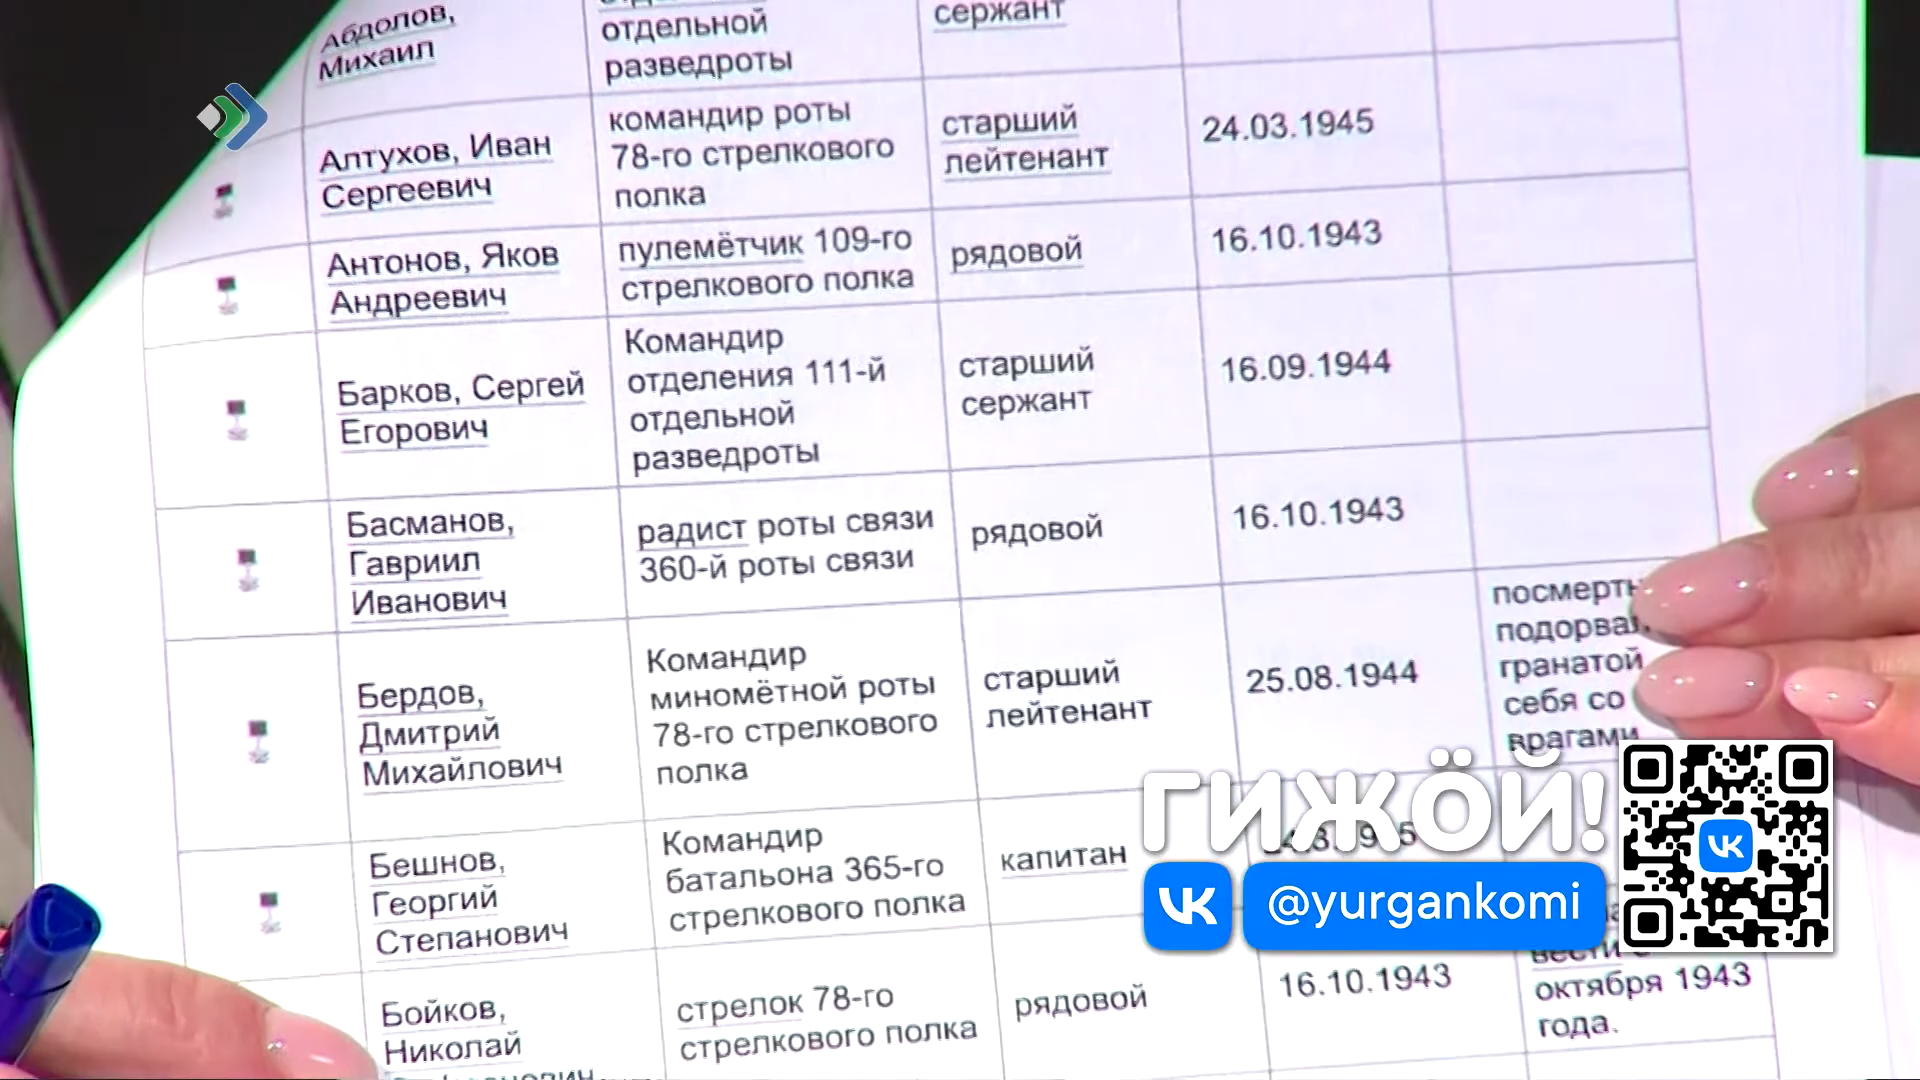 Абдолов,
Михаил
отдельной
разведроты
сержант
Аптухов, Иван
Сергеевич
командир роты
78-го стрелкового
полка
старший
лейтенант
24.03.1945
Антонов, Яков
Андреевич
пулемётчик 109-го
стрелкового полка
рядовой
16.10.1943
Барков, Сергей
Егорович
Командир
отделения 111-й
отдельной
разведроты
старший
сержант
16.09.1944
Басманов,
Гавриил
Иванович
радист роты связи
360-й роты связи
рядовой
16.10.1943
Бердов,
Дмитрий
Михайлович
Командир
миномётной роты
78-го стрелкового
полка
старший
лейтенант
25.08.1944
гранатой
себя со
врагами
Бешнов,
Георгий
Степанович
Командир
батальона 365-го
стрелкового полка
капитан
Бойков,
Николай
стрелок 78-го
стрелкового полка
рядовой
16.10.1943
вести
октября 1943
года.
ГИЖӦЙ!
@yurgankomi